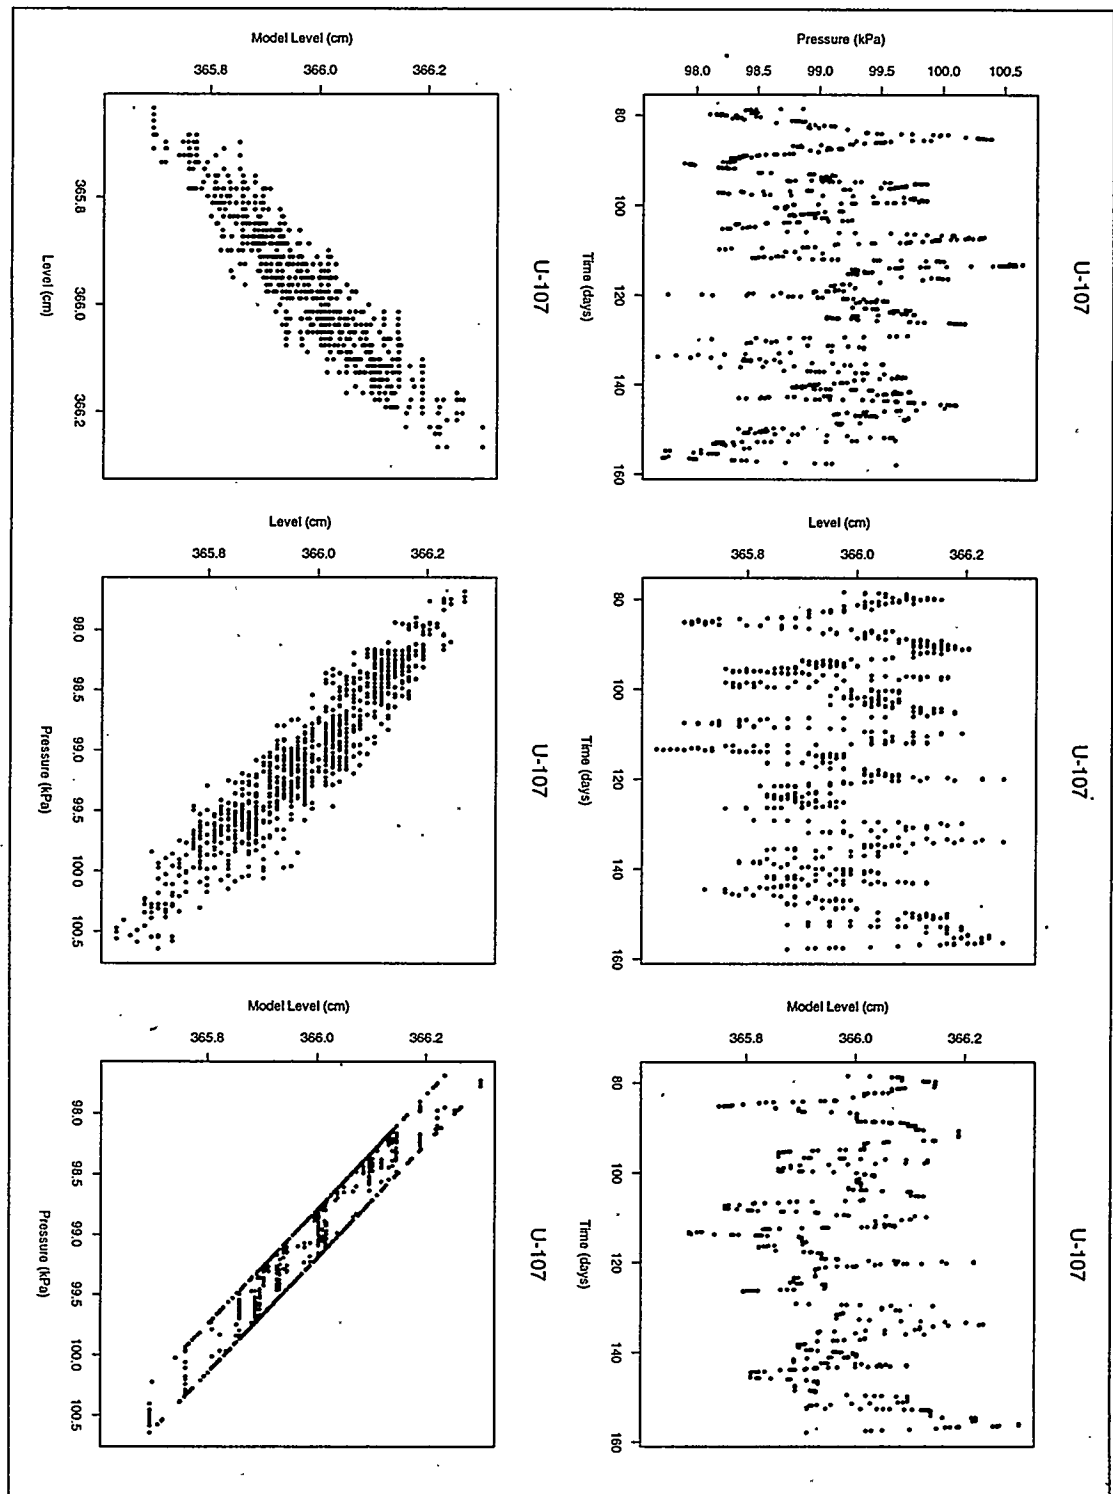 Model Level (cm)
365.8 366.0 366.2
365.8 366.0 366.2
Level (cm)
U-107
Pressure (kPa)
98.0 98.5 99.0 99.5 100.0 100.5
80 100 120 140 160
Time (days)
U-107
Level (cm)
365.8 366.0 366.2
98.0 98.5 99.0 99.5 100.0 100.5
Pressure (kPa)
U-107
Level (cm)
365.8 366.0 366.2
80 100 120 140 160
Time (days)
U-107
Model Level (cm)
365.8 366.0 366.2
98.0 98.5 99.0 99.5 100.0 100.5
Pressure (kPa)
U-107
Model Level (cm)
365.8 366.0 366.2
80 100 120 140 160
Time (days)
U-107